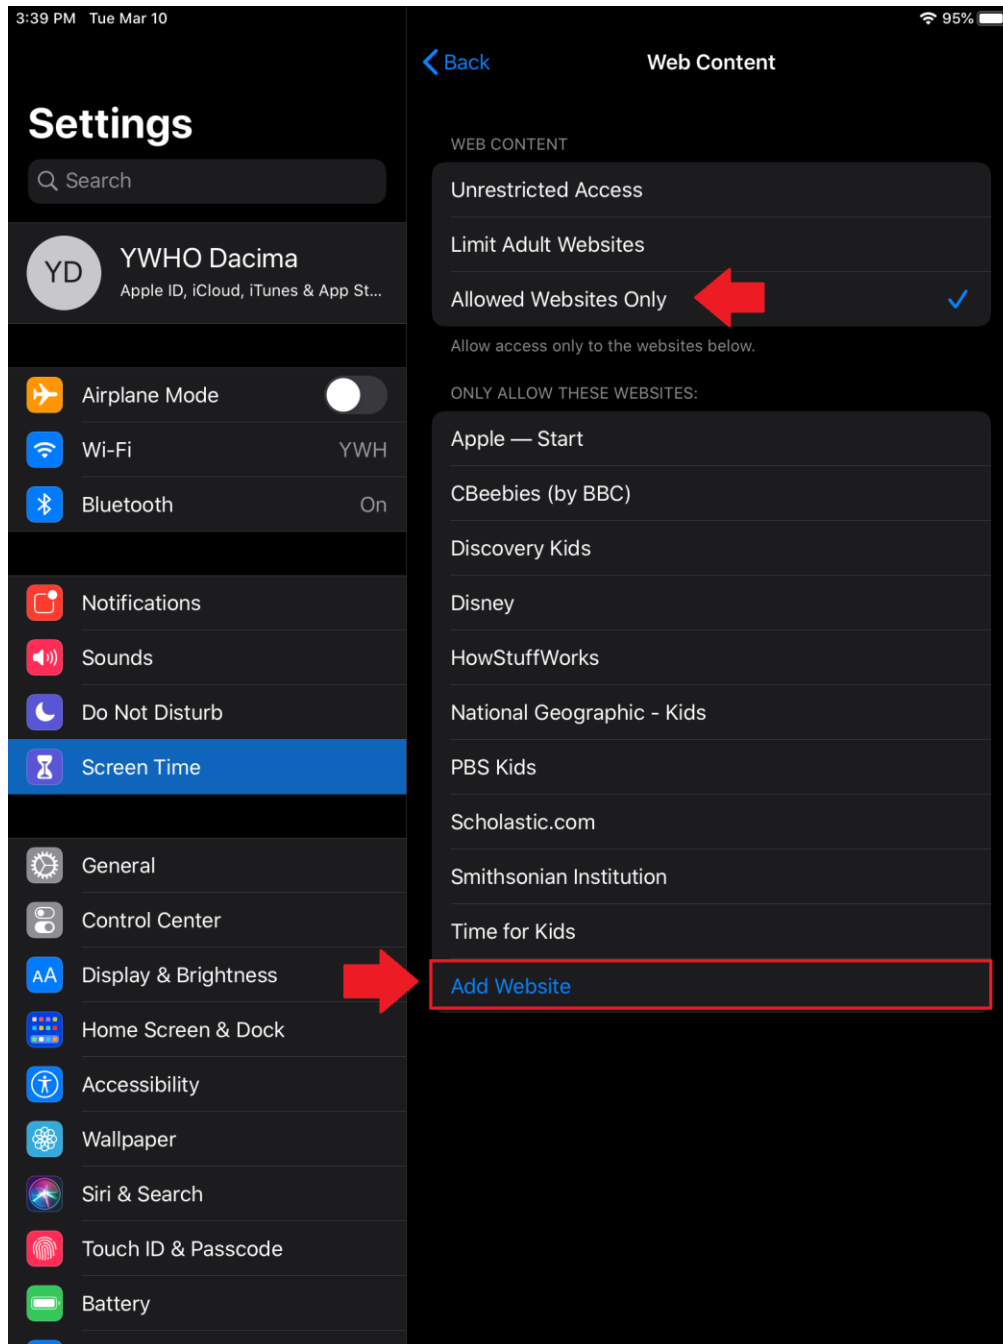 3:39 PM Tue Mar 10
95%
Settings
Search
YD
YWHO Dacima
Apple ID, iCloud, iTunes & App St...
Airplane Mode
Wi-Fi YWH
Bluetooth On
Notifications
Sounds
Do Not Disturb
Screen Time
General
Control Center
AA Display & Brightness
Home Screen & Dock
Accessibility
Wallpaper
Siri & Search
Touch ID & Passcode
Battery
Back Web Content
WEB CONTENT
Unrestricted Access
Limit Adult Websites
Allowed Websites Only
Allow access only to the websites below.
ONLY ALLOW THESE WEBSITES:
Apple — Start
CBeebies (by BBC)
Discovery Kids
Disney
HowStuffWorks
National Geographic - Kids
PBS Kids
Scholastic.com
Smithsonian Institution
Time for Kids
Add Website